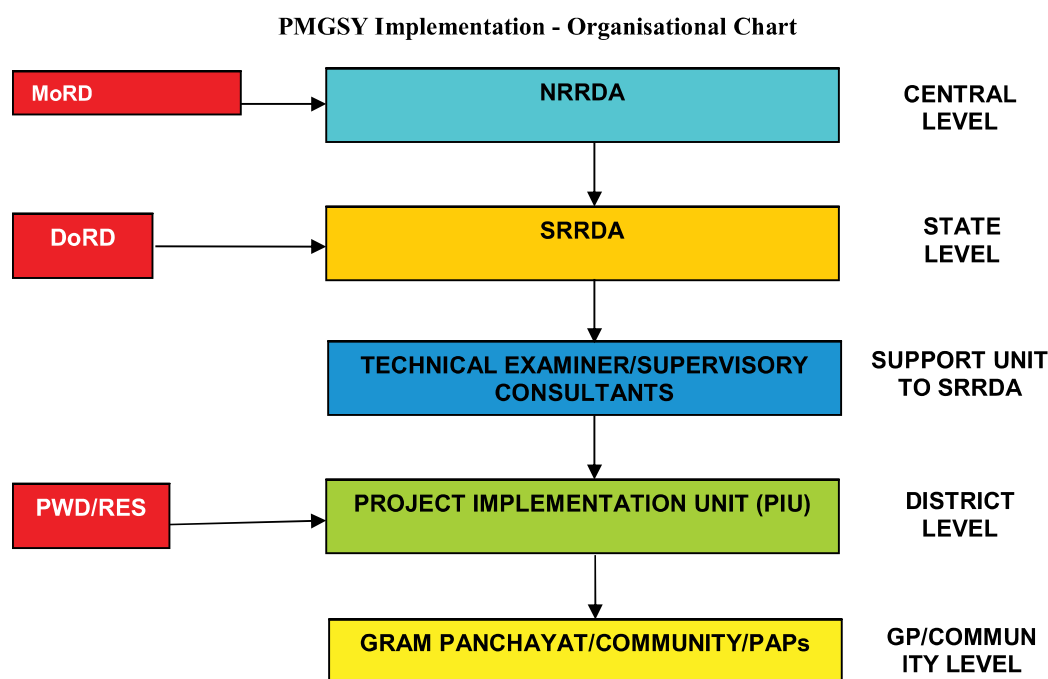 PMGSY Implementation - Organisational Chart
MoRD
NRRDA
CENTRAL
LEVEL
DoRD
SRRDA
STATE
LEVEL
TECHNICAL EXAMINER/SUPERVISORY
CONSULTANTS
SUPPORT UNIT
TO SRRDA
PWD/RES
PROJECT IMPLEMENTATION UNIT (PIU)
DISTRICT
LEVEL
GRAM PANCHAYAT/COMMUNITY/PAPs
GP/COMMUN
ITY LEVEL